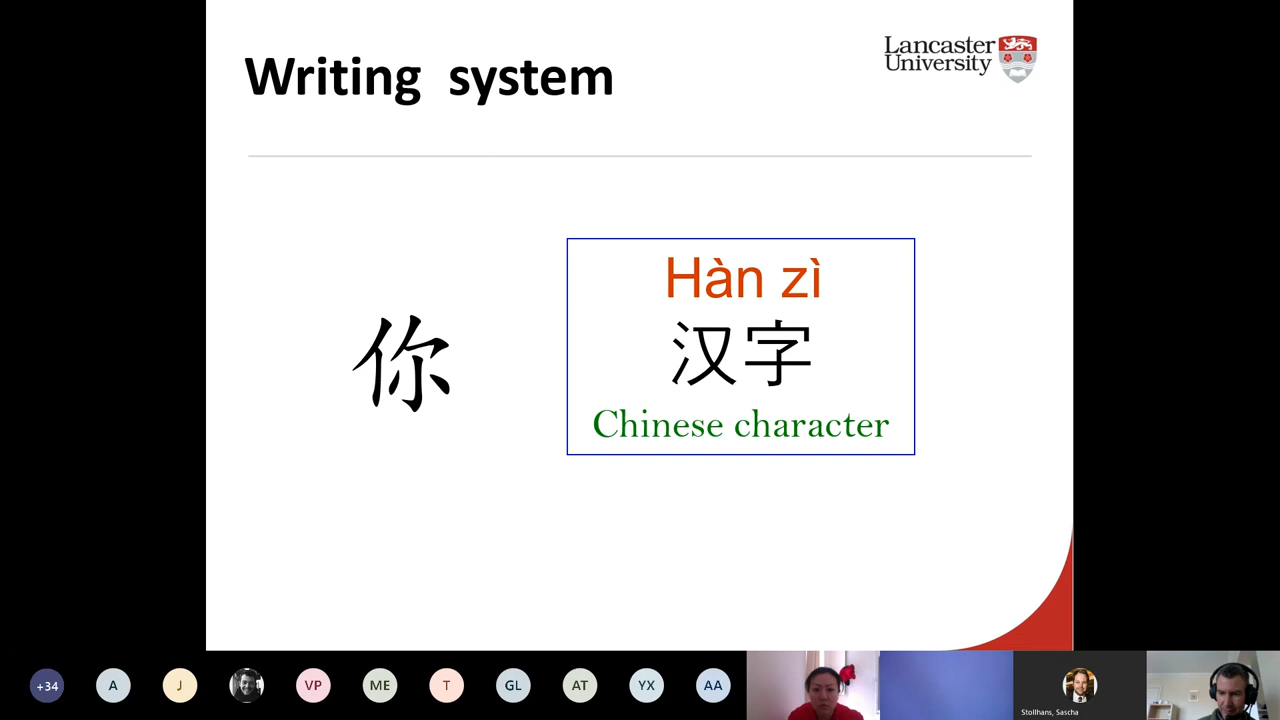 Writing system
Lancaster
University
你
Hàn zì
汉字
Chinese character
+34
A
J
VP
ME
T
GL
AT
YX
AA
Stollhans, Sascha